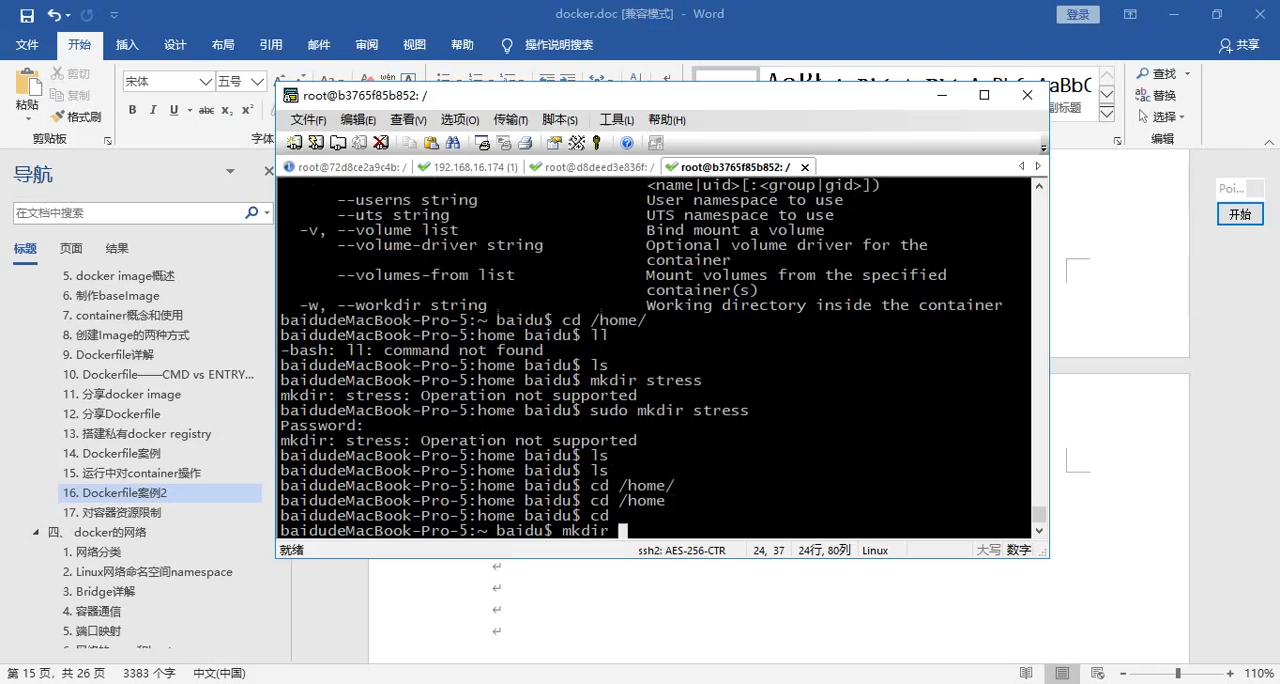 docker.doc [兼容模式] - Word
登录
文件 开始 插入 设计 布局 引用 邮件 审阅 视图 帮助 操作说明搜索 共享
粘贴
剪切
复制
格式刷
剪贴板
宋体 五号
B I U abc x₂ x²
字体
副标题
查找
替换
选择
编辑
导航
在文档中搜索
标题 页面 结果
5. docker image概述
6. 制作baseImage
7. container概念和使用
8. 创建Image的两种方式
9. Dockerfile详解
10. Dockerfile——CMD vs ENTRY...
11. 分享docker image
12. 分享Dockerfile
13. 搭建私有docker registry
14. Dockerfile案例
15. 运行中对container操作
16. Dockerfile案例2
17. 对容器资源限制
四、 docker的网络
1. 网络分类
2. Linux网络命名空间namespace
3. Bridge详解
4. 容器通信
5. 端口映射
root@b3765f85b852: /
文件(F) 编辑(E) 查看(V) 选项(O) 传输(T) 脚本(S) 工具(L) 帮助(H)
root@72d8ce2a9c4b: / 192.168.16.174 (1) root@d8deed3e836f: / root@b3765f85b852: /
<name|uid>[:<group|gid>])
--userns string User namespace to use
--uts string UTS namespace to use
-v, --volume list Bind mount a volume
--volume-driver string Optional volume driver for the
container
--volumes-from list Mount volumes from the specified
container(s)
-w, --workdir string Working directory inside the container
baidudeMacBook-Pro-5:~ baidu$ cd /home/
baidudeMacBook-Pro-5:home baidu$ ll
-bash: ll: command not found
baidudeMacBook-Pro-5:home baidu$ ls
baidudeMacBook-Pro-5:home baidu$ mkdir stress
mkdir: stress: Operation not supported
baidudeMacBook-Pro-5:home baidu$ sudo mkdir stress
Password:
mkdir: stress: Operation not supported
baidudeMacBook-Pro-5:home baidu$ ls
baidudeMacBook-Pro-5:home baidu$ ls
baidudeMacBook-Pro-5:home baidu$ cd /home/
baidudeMacBook-Pro-5:home baidu$ cd /home
baidudeMacBook-Pro-5:home baidu$ cd
baidudeMacBook-Pro-5:~ baidu$ mkdir
就绪 ssh2: AES-256-CTR 24, 37 24行, 80列 Linux 大写 数字
Poi...
开始
第 15 页，共 26 页 3383 个字 中文(中国) 110%